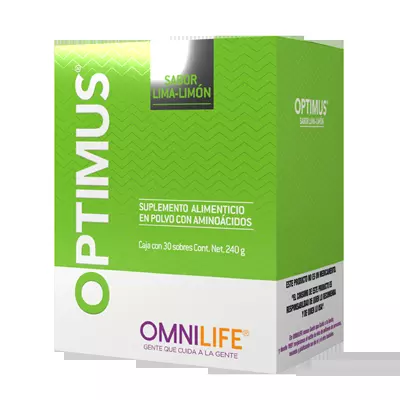 OPTIMUS®
SABOR
LIMA-LIMÓN
SUPLEMENTO ALIMENTICIO
EN POLVO CON AMINOÁCIDOS
Caja con 30 sobres Cont. Net. 240 g
OMNILIFE®
GENTE QUE CUIDA A LA GENTE
OPTIMUS®
SABOR LIMA-LIMÓN
ESTE PRODUCTO NO ES UN MEDICAMENTO.
"EL CONSUMO DE ESTE PRODUCTO ES
RESPONSABILIDAD DE QUIEN LO RECOMIENDA
Y DE QUIEN LO USA"